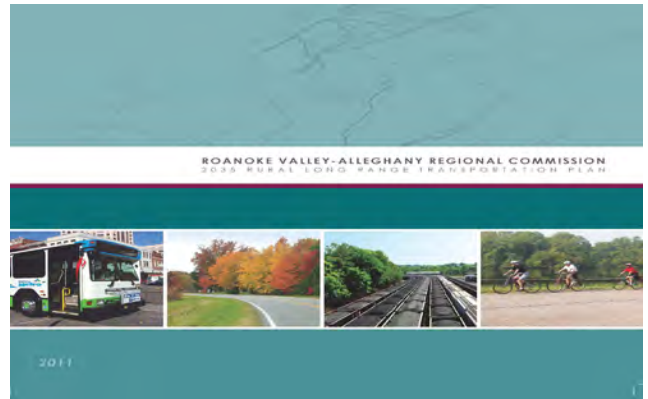 ROANOKE VALLEY-ALLEGHANY REGIONAL COMMISSION
2035 RURAL LONG RANGE TRANSPORTATION PLAN
2011